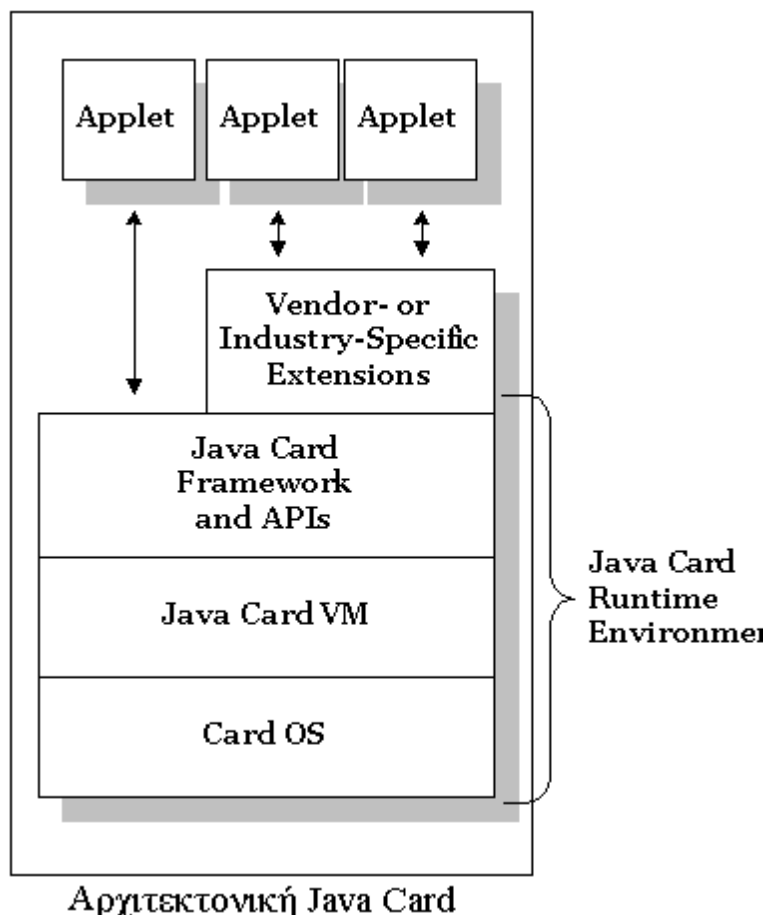 Applet
Applet
Applet
Vendor- or
Industry-Specific
Extensions
Java Card
Framework
and APIs
Java Card VM
Card OS
Java Card
Runtime
Environmen
Αρχιτεκτονική Java Card